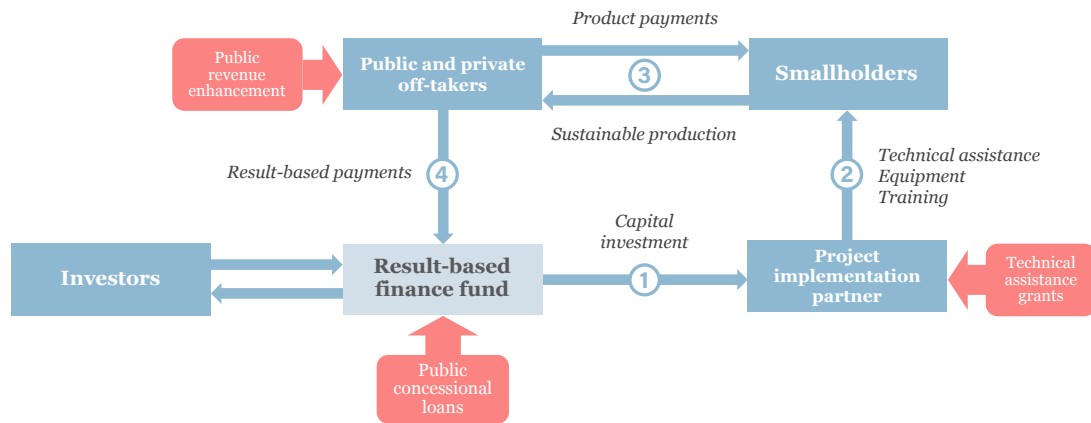 Product payments
Public
revenue
enhancement
Public and private
off-takers
3
Smallholders
Sustainable production
Result-based payments
4
2
Technical assistance
Equipment
Training
Capital
investment
Investors
Result-based
finance fund
1
Project
implementation
partner
Technical
assistance
grants
Public
concessional
loans